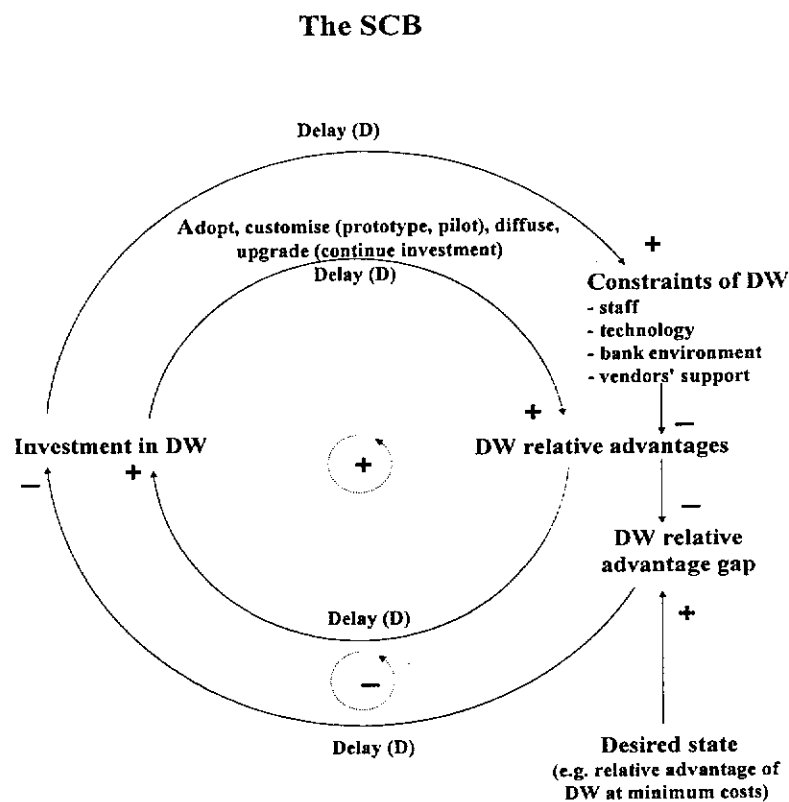 The SCB
Delay (D)
Adopt, customise (prototype, pilot), diffuse,
upgrade (continue investment)
Delay (D)
+
Constraints of DW
- staff
- technology
- bank environment
- vendors' support
+
−
Investment in DW
DW relative advantages
−
+
+
−
DW relative
advantage gap
Delay (D)
+
−
Delay (D)
Desired state
(e.g. relative advantage of
DW at minimum costs)